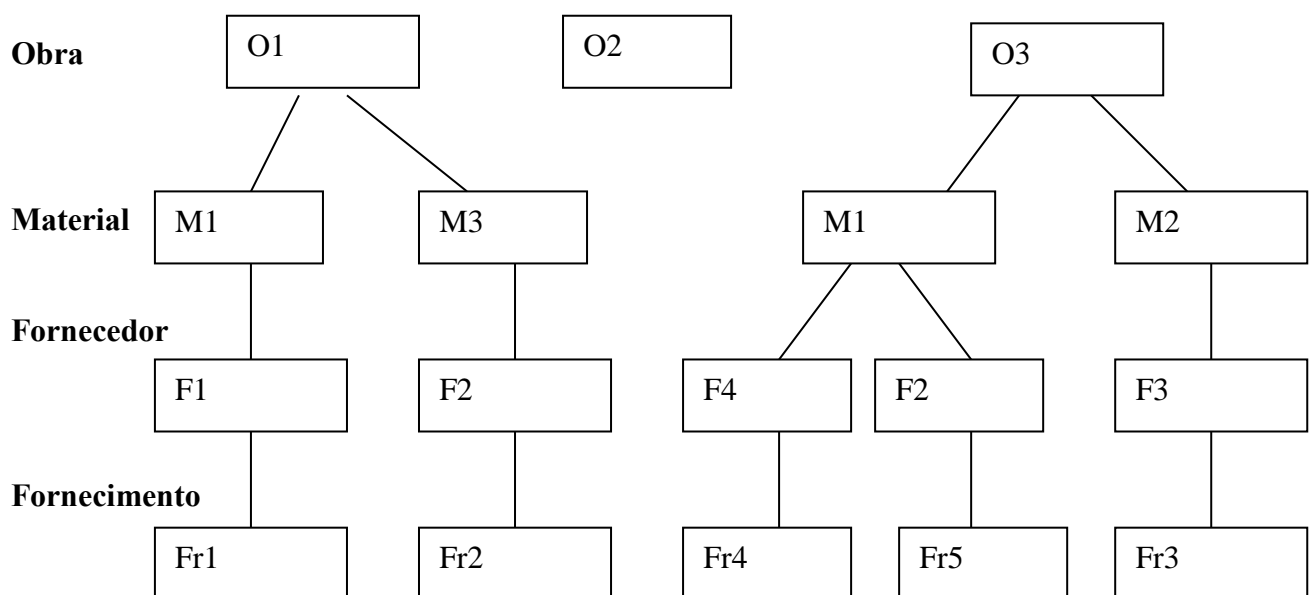 Obra O1 O2 O3
Material M1 M3 M1 M2
Fornecedor
F1 F2 F4 F2 F3
Fornecimento
Fr1 Fr2 Fr4 Fr5 Fr3